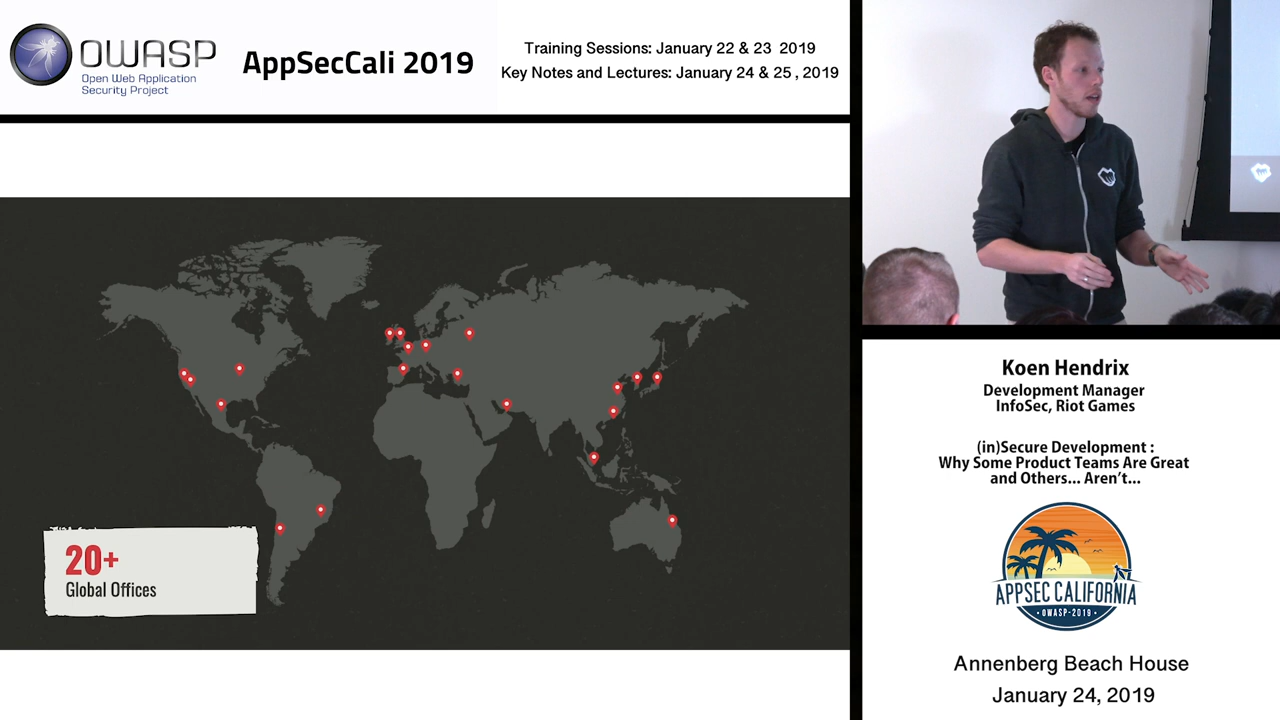 OWASP
Open Web Application
Security Project
AppSecCali 2019
Training Sessions: January 22 & 23 2019
Key Notes and Lectures: January 24 & 25 , 2019
20+
Global Offices
Koen Hendrix
Development Manager
InfoSec, Riot Games
(in)Secure Development :
Why Some Product Teams Are Great
and Others... Aren't...
APPSEC CALIFORNIA
• OWASP-2019 •
Annenberg Beach House
January 24, 2019